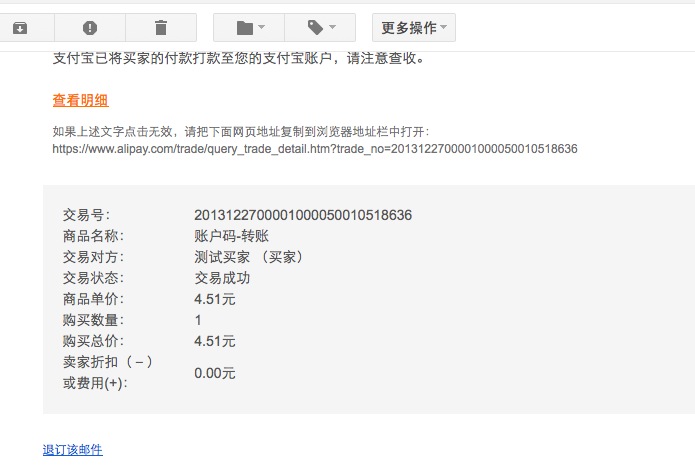 更多操作
支付宝已将买家的付款打款至您的支付宝账户，请注意查收。
查看明细
如果上述文字点击无效，请把下面网页地址复制到浏览器地址栏中打开：
https://www.alipay.com/trade/query_trade_detail.htm?trade_no=2013122700001000050010518636
交易号： 2013122700001000050010518636
商品名称： 账户码-转账
交易对方： 测试买家 （买家）
交易状态： 交易成功
商品单价： 4.51元
购买数量： 1
购买总价： 4.51元
卖家折扣（－）
或费用(+)： 0.00元
退订该邮件